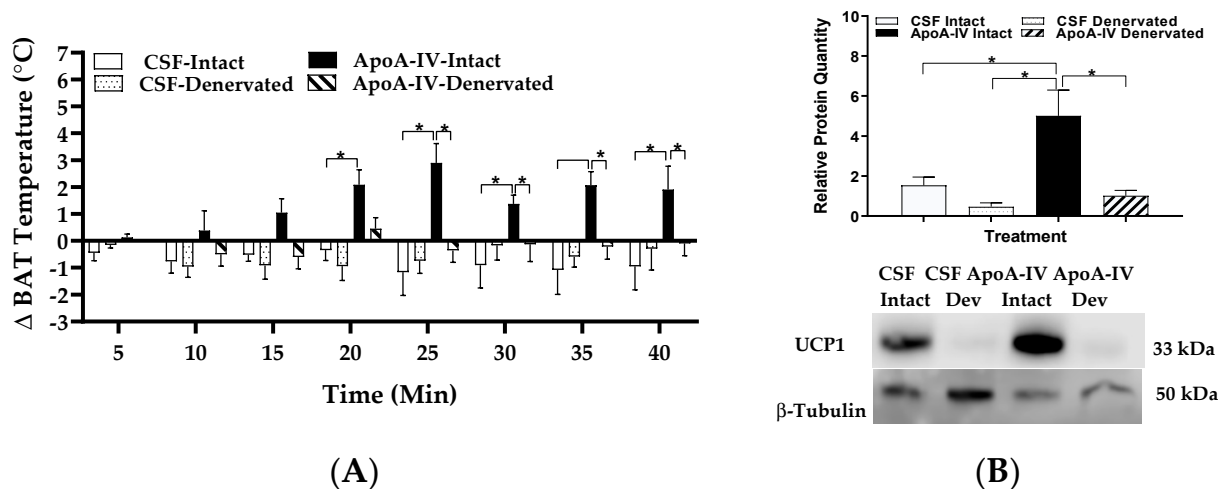 7
6
5
4
3
2
1
0
-1
-2
-3
Δ BAT Temperature (°C)
CSF-Intact
ApoA-IV-Intact
CSF-Denervated
ApoA-IV-Denervated
* * * * * * * * *
5 10 15 20 25 30 35 40
Time (Min)
(A)
CSF Intact
CSF Denervated
ApoA-IV Intact
ApoA-IV Denervated
10
8
6
4
2
0
Relative Protein Quantity
* * *
Treatment
CSF CSF ApoA-IV ApoA-IV
Intact Dev Intact Dev
UCP1
33 kDa
β-Tubulin
50 kDa
(B)